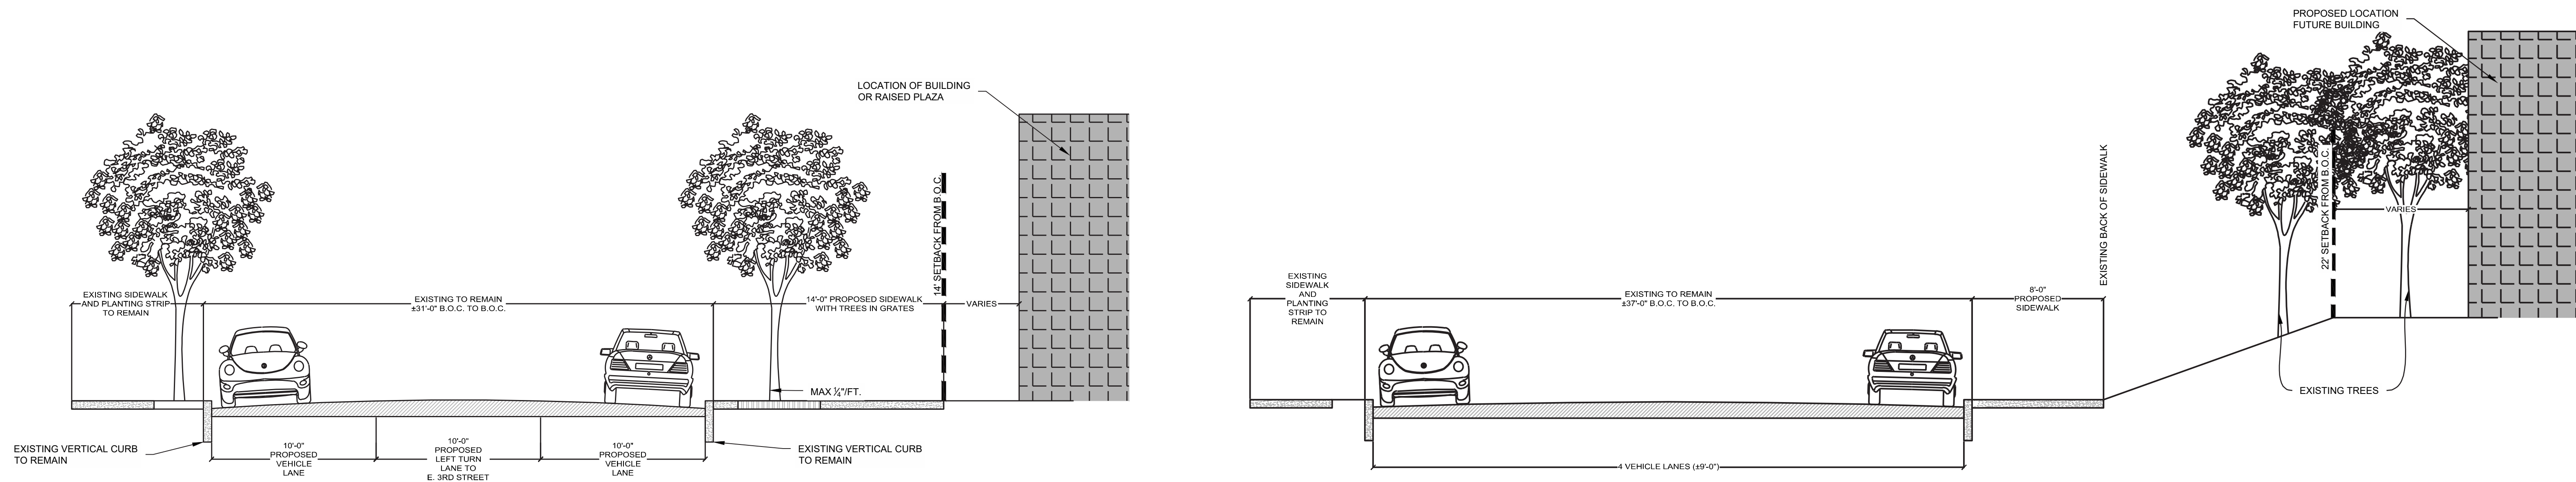 LOCATION OF BUILDING
OR RAISED PLAZA
14' SETBACK FROM B.O.C.
EXISTING SIDEWALK
AND PLANTING STRIP
TO REMAIN
EXISTING TO REMAIN
±31'-0" B.O.C. TO B.O.C.
14'-0" PROPOSED SIDEWALK
WITH TREES IN GRATES
VARIES
MAX ¼"/FT.
EXISTING VERTICAL CURB
TO REMAIN
10'-0"
PROPOSED
VEHICLE
LANE
10'-0"
PROPOSED
LEFT TURN
LANE TO
E. 3RD STREET
10'-0"
PROPOSED
VEHICLE
LANE
EXISTING VERTICAL CURB
TO REMAIN
PROPOSED LOCATION
FUTURE BUILDING
EXISTING BACK OF SIDEWALK
22' SETBACK FROM B.O.C.
VARIES
EXISTING
SIDEWALK
AND
PLANTING
STRIP TO
REMAIN
EXISTING TO REMAIN
±37'-0" B.O.C. TO B.O.C.
8'-0"
PROPOSED
SIDEWALK
EXISTING TREES
4 VEHICLE LANES (±9'-0")